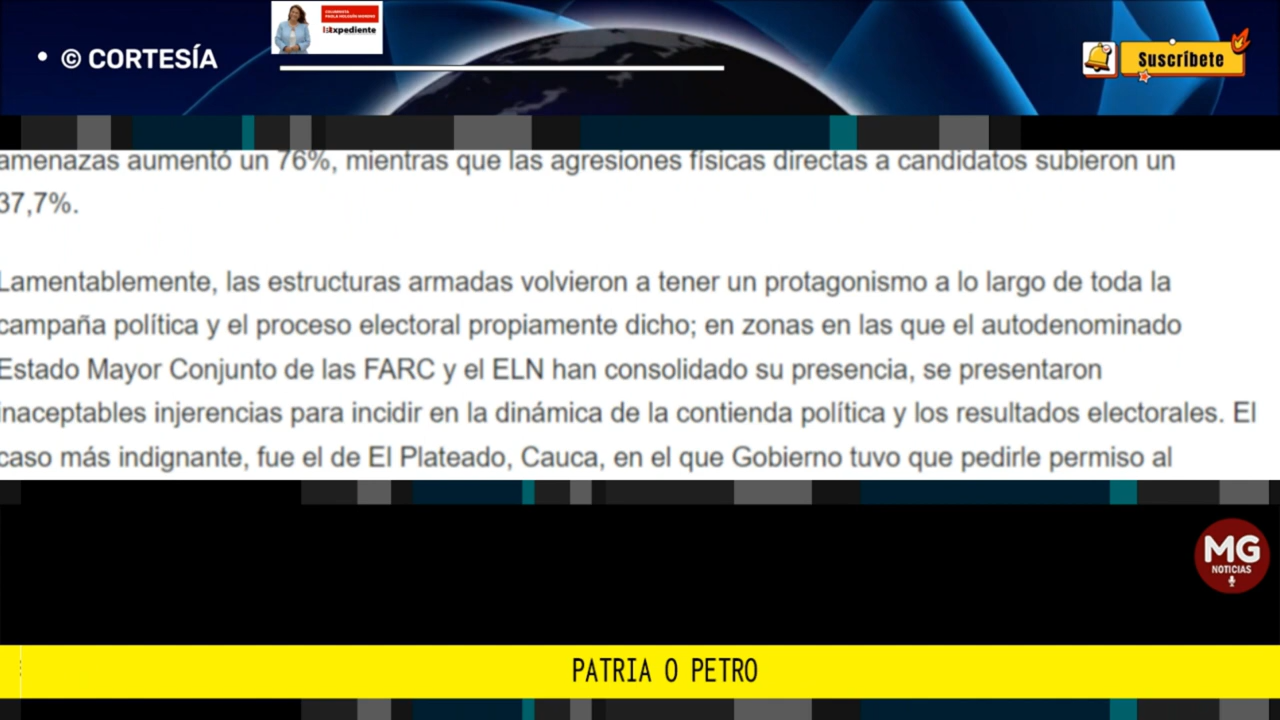 • © CORTESÍA
COLUMNISTA
PAOLA HOLGUÍN MORENO
IsExpediente
Suscríbete
amenazas aumentó un 76%, mientras que las agresiones físicas directas a candidatos subieron un
37,7%.
Lamentablemente, las estructuras armadas volvieron a tener un protagonismo a lo largo de toda la
campaña política y el proceso electoral propiamente dicho; en zonas en las que el autodenominado
Estado Mayor Conjunto de las FARC y el ELN han consolidado su presencia, se presentaron
inaceptables injerencias para incidir en la dinámica de la contienda política y los resultados electorales. El
caso más indignante, fue el de El Plateado, Cauca, en el que Gobierno tuvo que pedirle permiso al
MG
NOTICIAS
PATRIA O PETRO